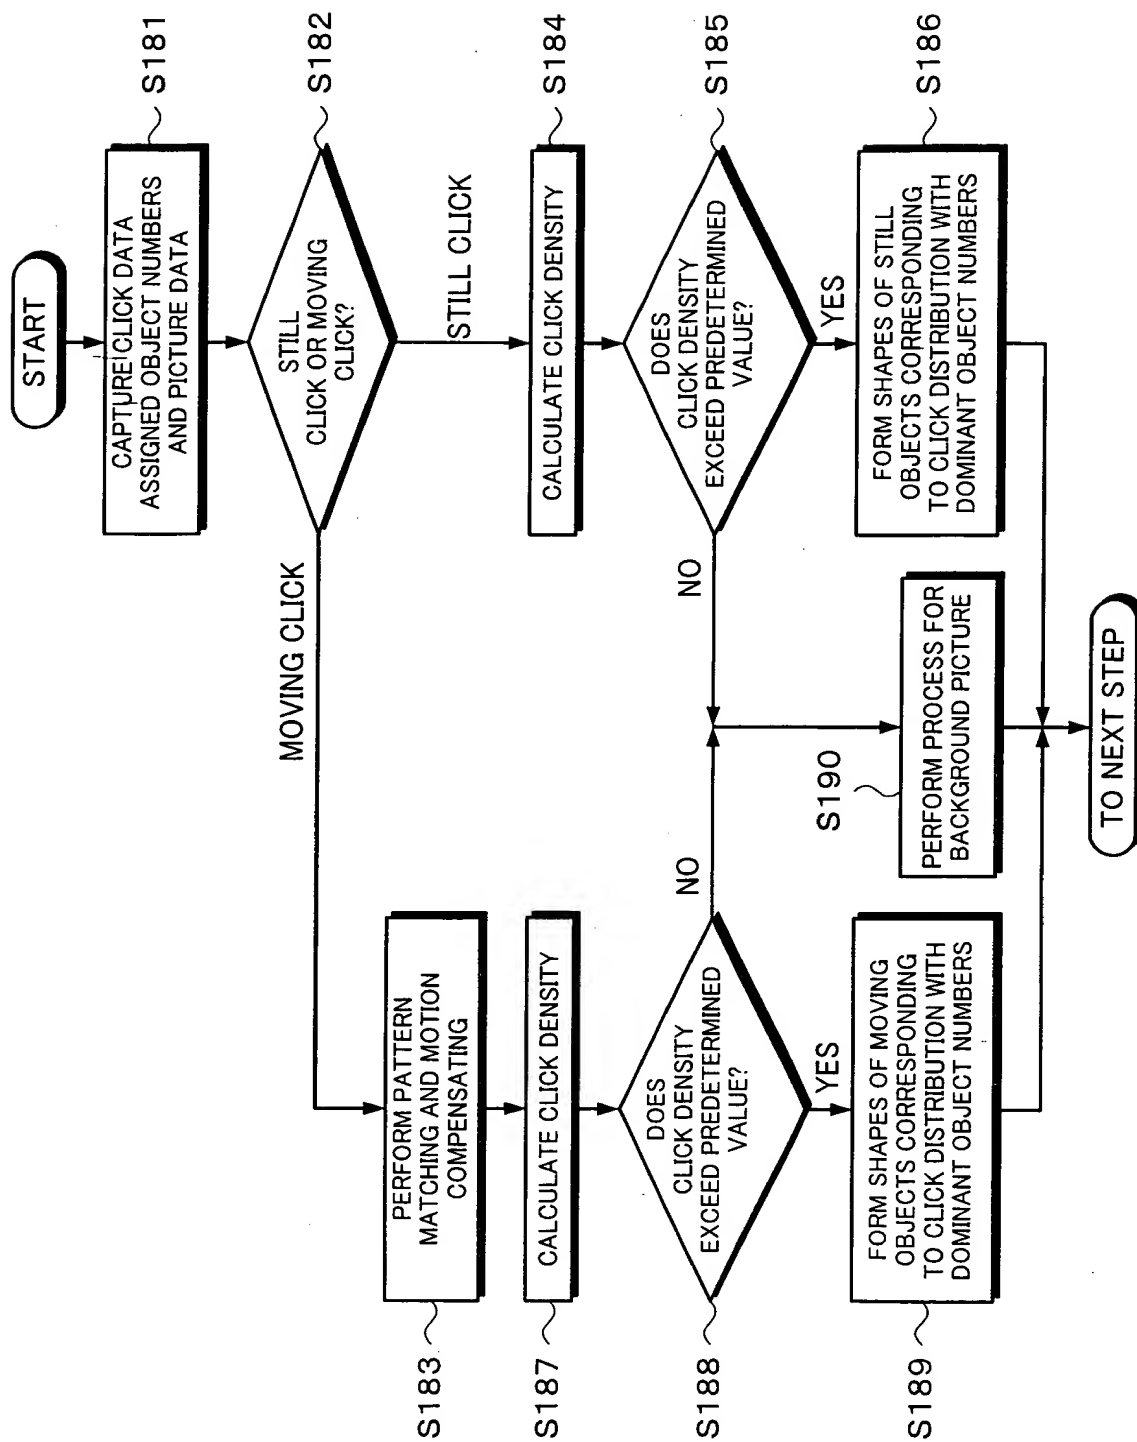 START
CAPTURE CLICK DATA
ASSIGNED OBJECT NUMBERS
AND PICTURE DATA
S181
STILL
CLICK OR MOVING
CLICK?
S182
MOVING CLICK
STILL CLICK
PERFORM PATTERN
MATCHING AND MOTION
COMPENSATING
S183
CALCULATE CLICK DENSITY
S184
CALCULATE CLICK DENSITY
S187
DOES
CLICK DENSITY
EXCEED PREDETERMINED
VALUE?
S185
NO
YES
DOES
CLICK DENSITY
EXCEED PREDETERMINED
VALUE?
S188
NO
YES
FORM SHAPES OF STILL
OBJECTS CORRESPONDING
TO CLICK DISTRIBUTION WITH
DOMINANT OBJECT NUMBERS
S186
S190
PERFORM PROCESS FOR
BACKGROUND PICTURE
FORM SHAPES OF MOVING
OBJECTS CORRESPONDING
TO CLICK DISTRIBUTION WITH
DOMINANT OBJECT NUMBERS
S189
TO NEXT STEP